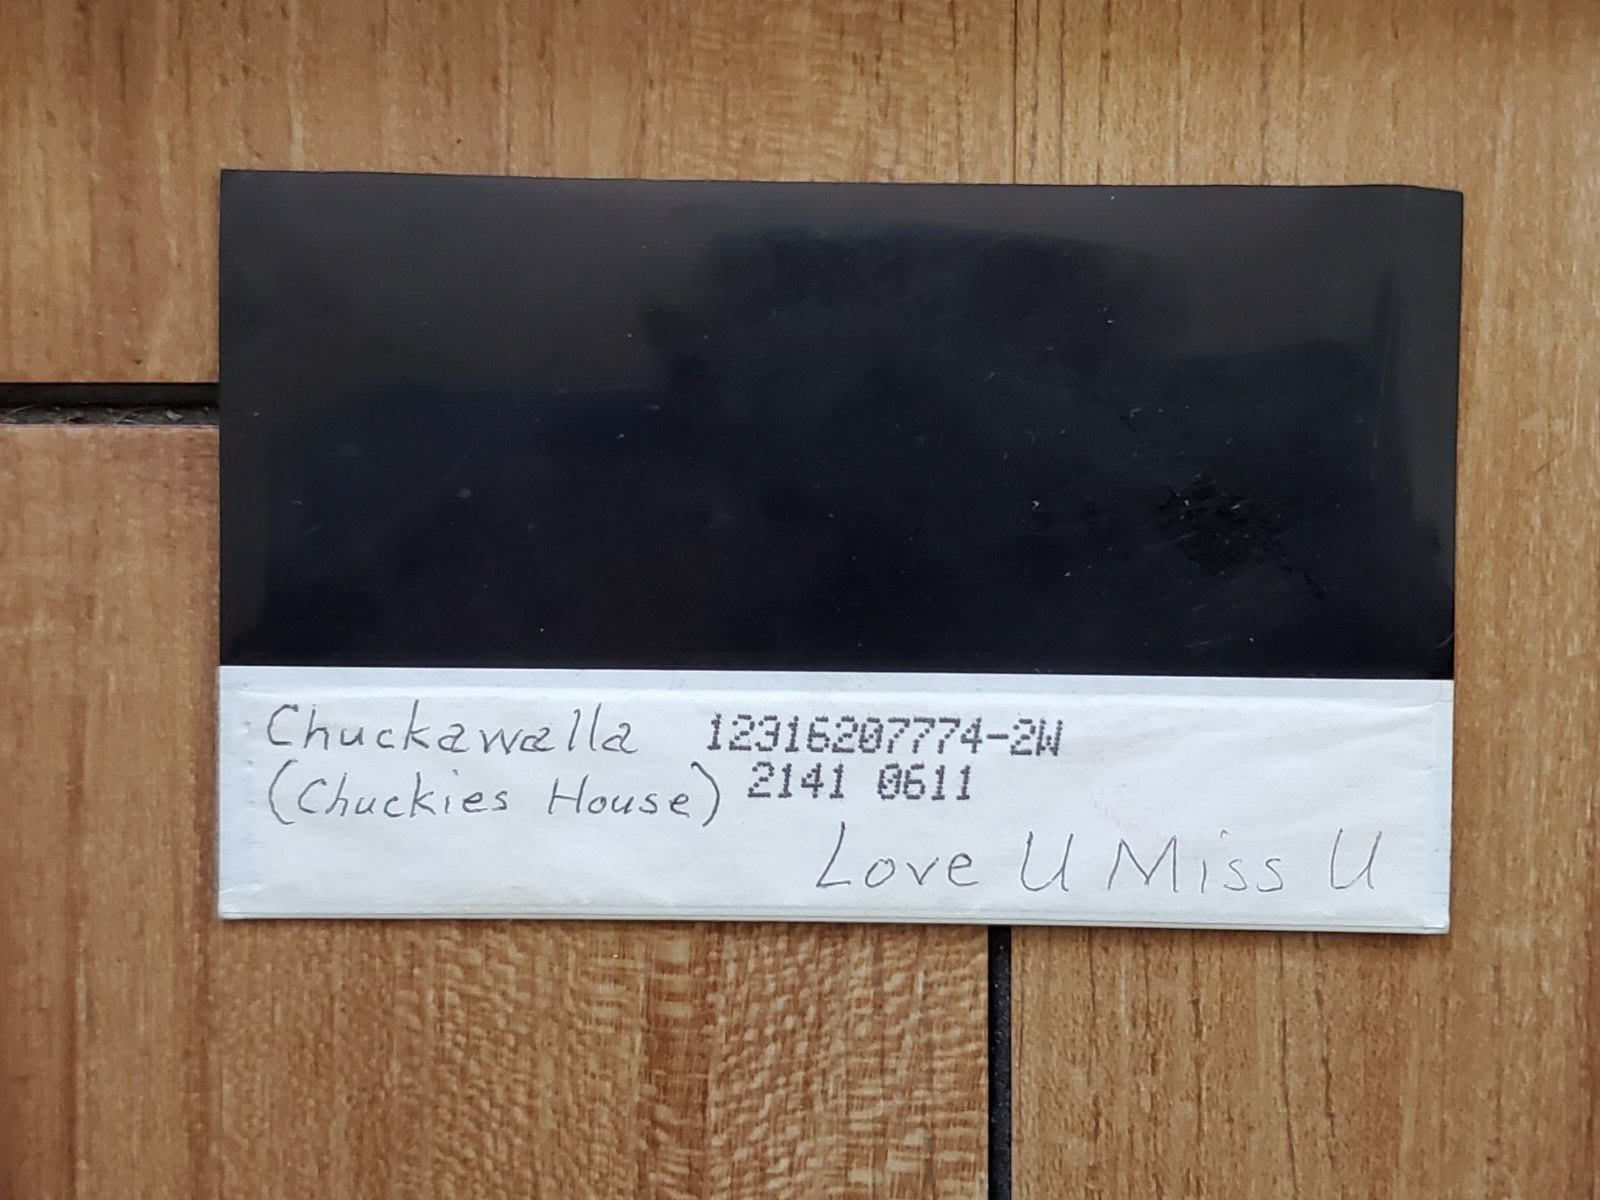 Chuckawalla 12316207774-2W
(Chuckies House) 2141 0611
Love U Miss U